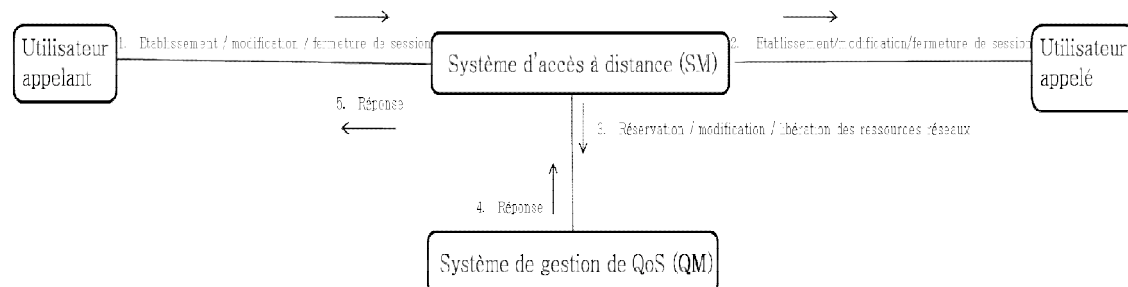 Utilisateur
appelant
1. Etablissement / modification / fermeture de session
Système d'accès à distance (SM)
2. Etablissement/modification/fermeture de session
Utilisateur
appelé
5. Réponse
3. Réservation / modification / libération des ressources réseaux
4. Réponse
Système de gestion de QoS (QM)